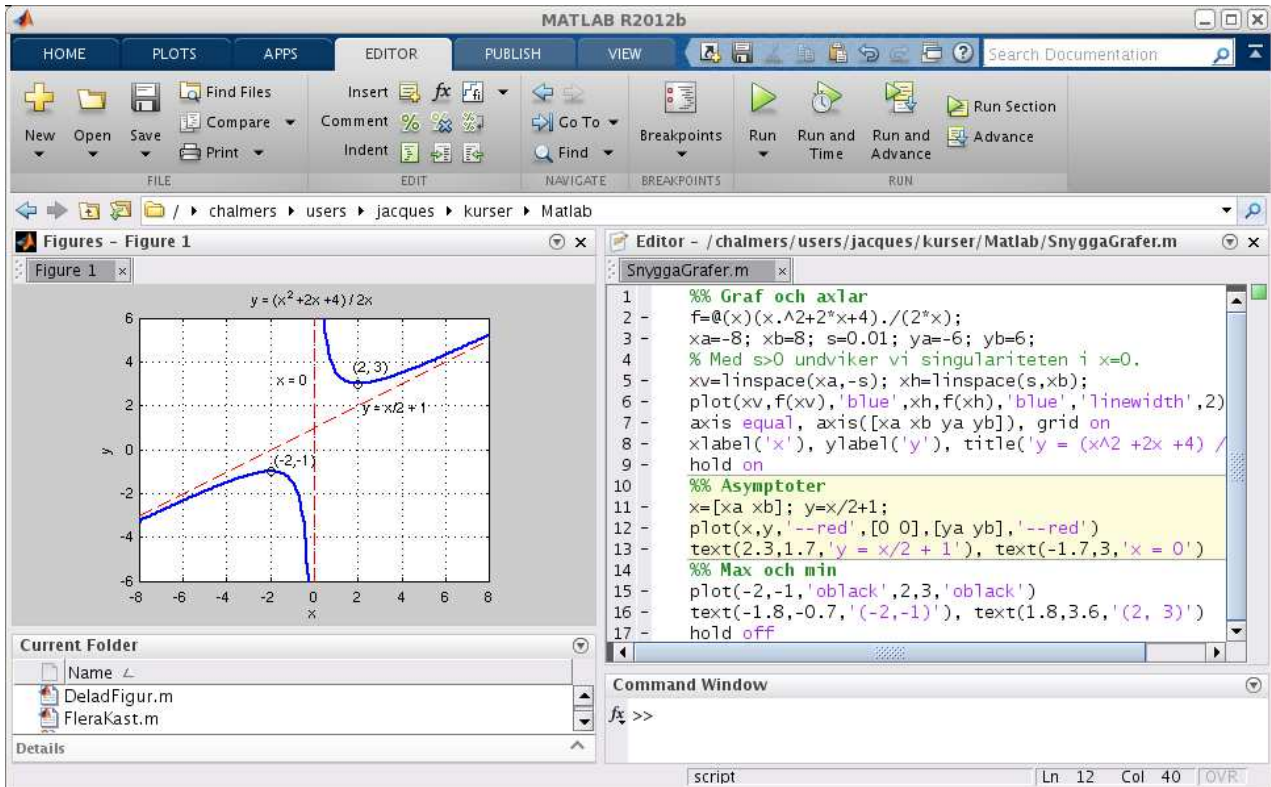 MATLAB R2012b
HOME PLOTS APPS EDITOR PUBLISH VIEW Search Documentation
New Open Save Find Files Compare Print
FILE
Insert fx fi
Comment % %
Indent
EDIT
Go To
Find
NAVIGATE
Breakpoints
BREAKPOINTS
Run Run and Time Run and Advance Run Section Advance
RUN
/ chalmers users jacques kurser Matlab
Figures - Figure 1
Figure 1
y = (x² +2x +4) / 2x
6
4
2
0
-2
-4
-6
y
(2, 3)
x = 0
y = x/2 + 1
(-2,-1)
-8 -6 -4 -2 0 2 4 6 8
x
Current Folder
Name
DeladFigur.m
FleraKast.m
Details
Editor - /chalmers/users/jacques/kurser/Matlab/SnyggaGrafer.m
SnyggaGrafer.m
1 %% Graf och axlar
2 - f=@(x)(x.^2+2*x+4)./(2*x);
3 - xa=-8; xb=8; s=0.01; ya=-6; yb=6;
4 % Med s>0 undviker vi singulariteten i x=0.
5 - xv=linspace(xa,-s); xh=linspace(s,xb);
6 - plot(xv,f(xv),'blue',xh,f(xh),'blue','linewidth',2)
7 - axis equal, axis([xa xb ya yb]), grid on
8 - xlabel('x'), ylabel('y'), title('y = (x^2 +2x +4) /
9 - hold on
10 %% Asymptoter
11 - x=[xa xb]; y=x/2+1;
12 - plot(x,y,'--red',[0 0],[ya yb],'--red')
13 - text(2.3,1.7,'y = x/2 + 1'), text(-1.7,3,'x = 0')
14 %% Max och min
15 - plot(-2,-1,'oblack',2,3,'oblack')
16 - text(-1.8,-0.7,'(-2,-1)'), text(1.8,3.6,'(2, 3)')
17 - hold off
Command Window
fx >>
script Ln 12 Col 40 OVR